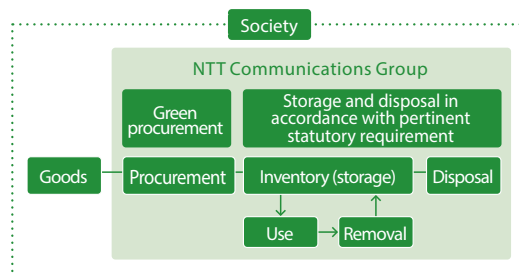 Society
NTT Communications Group
Green
procurement
Storage and disposal in
accordance with pertinent
statutory requirement
Goods
Procurement
Inventory (storage)
Disposal
Use
Removal